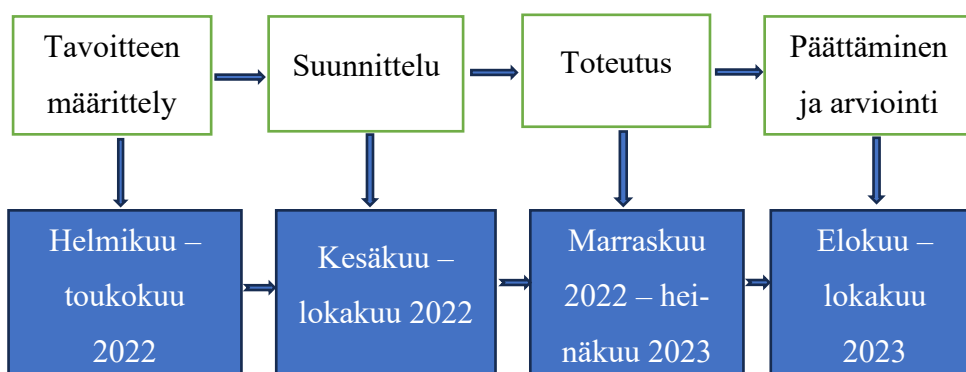 Tavoitteen
määrittely
Suunnittelu
Toteutus
Päättäminen
ja arviointi
Helmikuu –
toukokuu
2022
Kesäkuu –
lokakuu 2022
Marraskuu
2022 – hei-
näkuu 2023
Elokuu –
lokakuu
2023